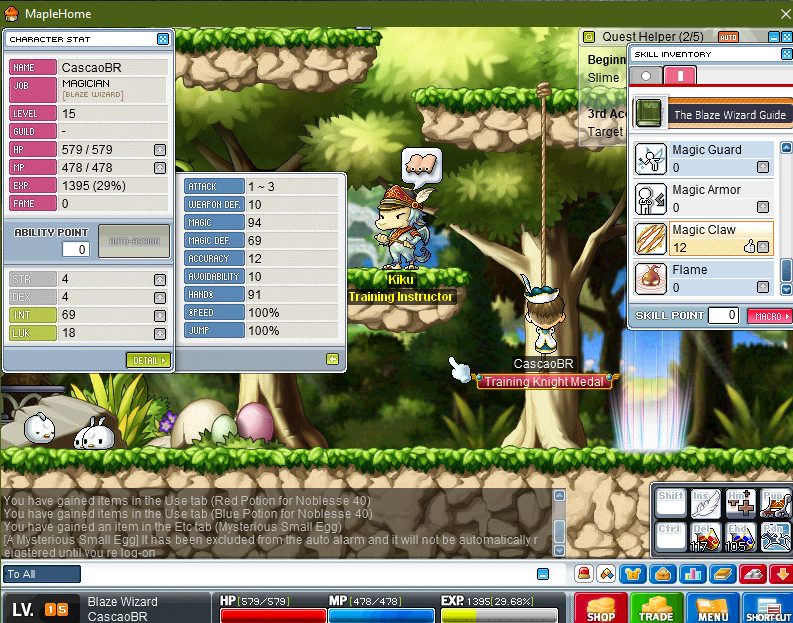 MapleHome
CHARACTER STAT
NAME CascaoBR
JOB MAGICIAN
[BLAZE WIZARD]
LEVEL 15
GUILD -
HP 579 / 579
MP 478 / 478
EXP. 1395 (29%)
FAME 0
ABILITY POINT
0
AUTO-ASSIGN
STR 4
DEX 4
INT 69
LUK 18
DETAIL
ATTACK 1 ~ 3
WEAPON DEF. 10
MAGIC 94
MAGIC DEF. 69
ACCURACY 12
AVOIDABILITY 10
HANDS 91
SPEED 100%
JUMP 100%
Kiku
Training Instructor
CascaoBR
Training Knight Medal
Quest Helper (2/5)
AUTO
Beginn
Slime
3rd Acc
Target
SKILL INVENTORY
The Blaze Wizard Guide
Magic Guard
0
Magic Armor
0
Magic Claw
12
Flame
0
SKILL POINT 0
MACRO
You have gained items in the Use tab (Red Potion for Noblesse 40)
You have gained items in the Use tab (Blue Potion for Noblesse 40)
You have gained an item in the Etc tab (Mysterious Small Egg)
[A Mysterious Small Egg] It has been excluded from the auto alarm and it will not be automatically r
eigstered until you re log-on
Shift Ins Hm Pup
Ctrl Del End Pdn
117 105
To All
LV. 15
Blaze Wizard
CascaoBR
HP [579/579]
MP [478/478]
EXP. 1395[29.68%]
SHOP
TRADE
MENU
SHORT CUT